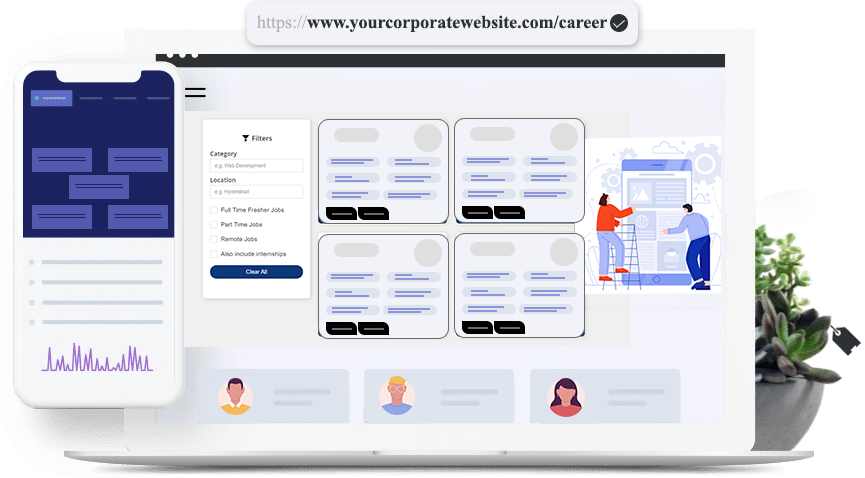 https://www.yourcorporatewebsite.com/career
Filters
Category
e.g. Web Development
Location
e.g. Hyderabad
Full Time Fresher Jobs
Part Time Jobs
Remote Jobs
Also include internships
Clear All